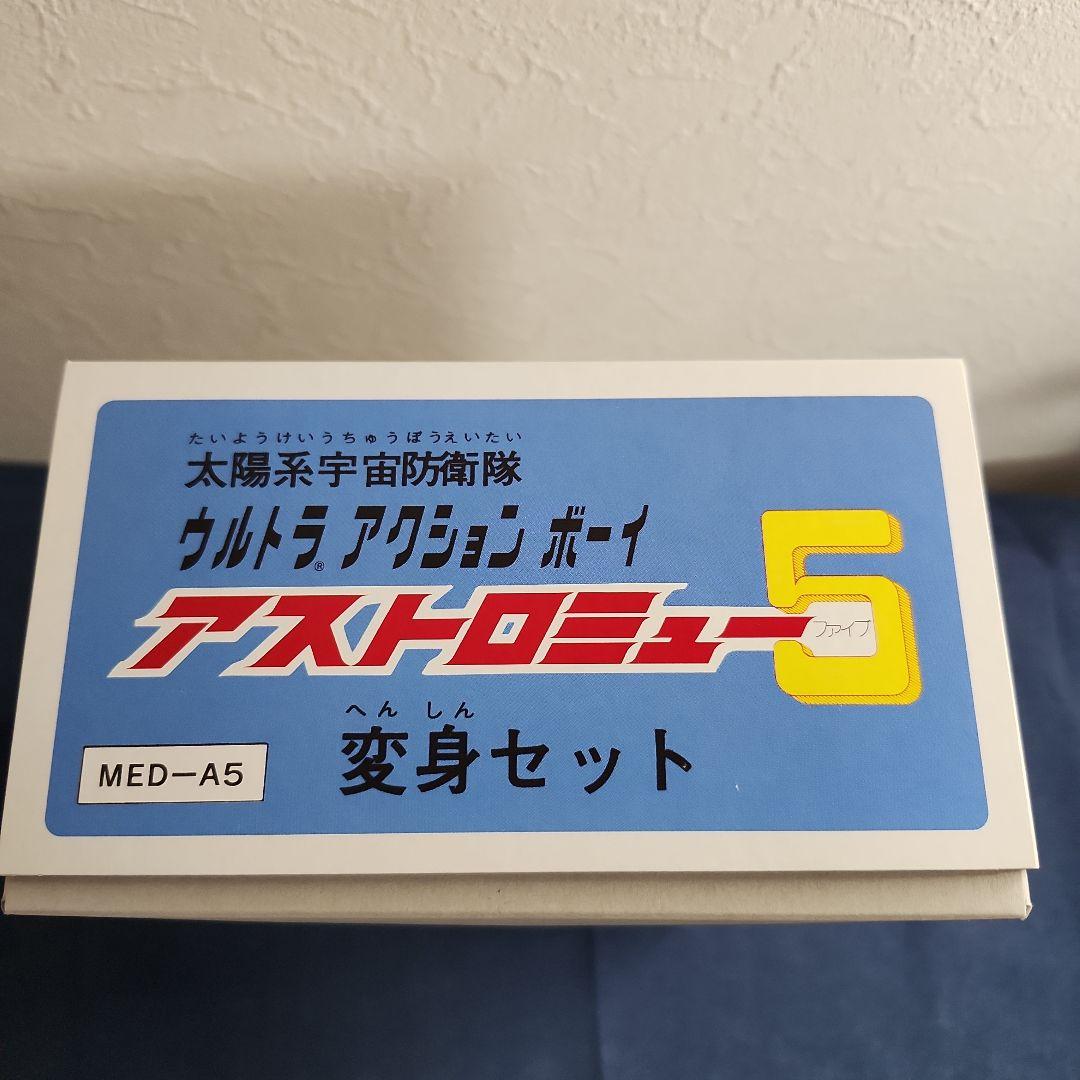 たいようけいうちゅうぼうえいたい
太陽系宇宙防衛隊
ウルトラ® アクション ボーイ
アストロミュー5
ファイブ
へんしん
変身セット
MED-A5